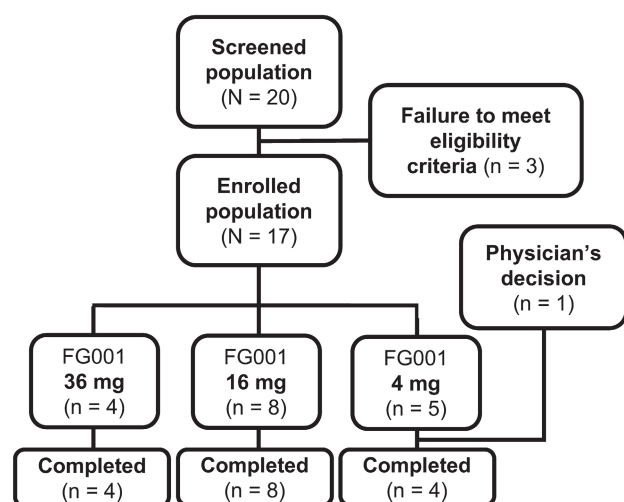 Screened
population
(N = 20)
Failure to meet
eligibility
criteria (n = 3)
Enrolled
population
(N = 17)
Physician’s
decision
(n = 1)
FG001
36 mg
(n = 4)
FG001
16 mg
(n = 8)
FG001
4 mg
(n = 5)
Completed
(n = 4)
Completed
(n = 8)
Completed
(n = 4)